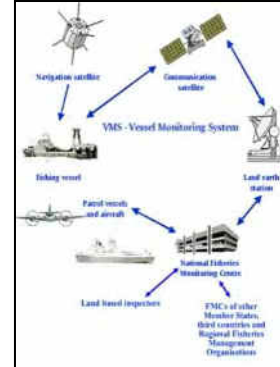 Navigation satellite
Communication
satellite
VMS - Vessel Monitoring System
Fishing vessel
Land earth
station
Patrol vessels
and aircraft
National Fisheries
Monitoring Centre
Land based inspectors
FMCs of other
Member States,
third countries and
Regional Fisheries
Management
Organisations